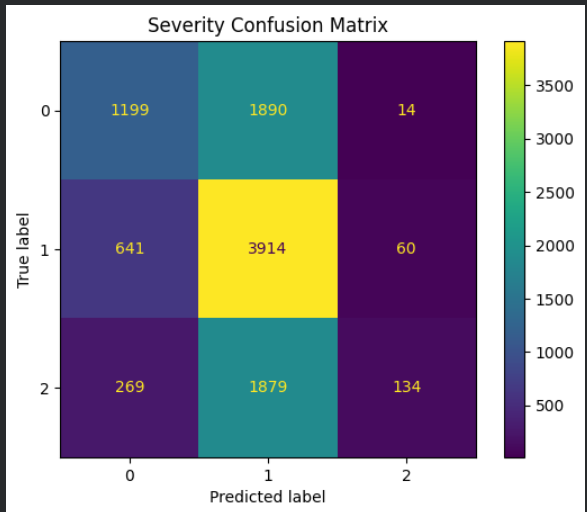 Severity Confusion Matrix
True label
0
1199 1890 14
1
641 3914 60
2
269 1879 134
0 1 2
Predicted label
3500
3000
2500
2000
1500
1000
500